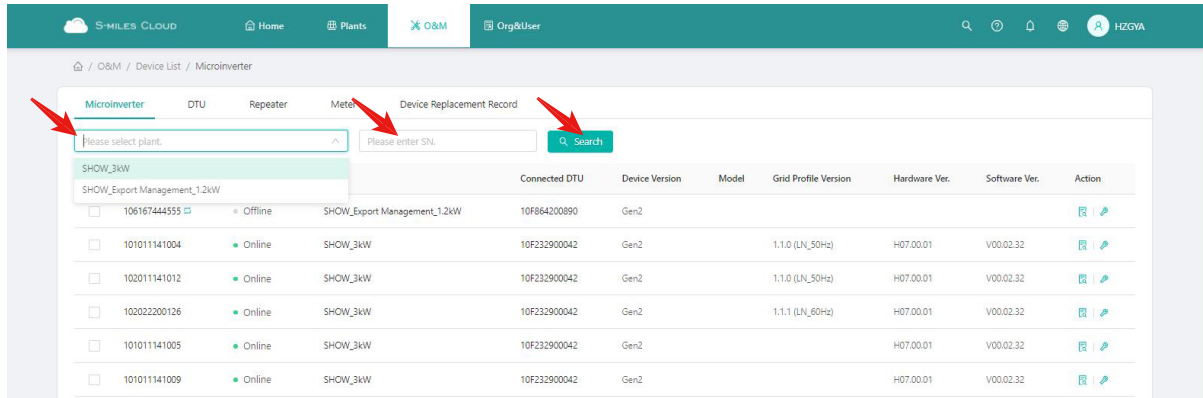 S-MILES CLOUD Home Plants O&M Org&User HZGYA
/ O&M / Device List / Microinverter
Microinverter DTU Repeater Meter Device Replacement Record
Please select plant. Please enter SN. Search
SHOW_3kW
SHOW_Export Management_1.2kW
Connected DTU Device Version Model Grid Profile Version Hardware Ver. Software Ver. Action
106167444555 Offline SHOW_Export Management_1.2kW 10F864200890 Gen2
101011141004 Online SHOW_3kW 10F232900042 Gen2 1.1.0 (LN_50Hz) H07.00.01 V00.02.32
102011141012 Online SHOW_3kW 10F232900042 Gen2 1.1.0 (LN_50Hz) H07.00.01 V00.02.32
102022200126 Online SHOW_3kW 10F232900042 Gen2 1.1.1 (LN_60Hz) H07.00.01 V00.02.32
101011141005 Online SHOW_3kW 10F232900042 Gen2 H07.00.01 V00.02.32
101011141009 Online SHOW_3kW 10F232900042 Gen2 H07.00.01 V00.02.32